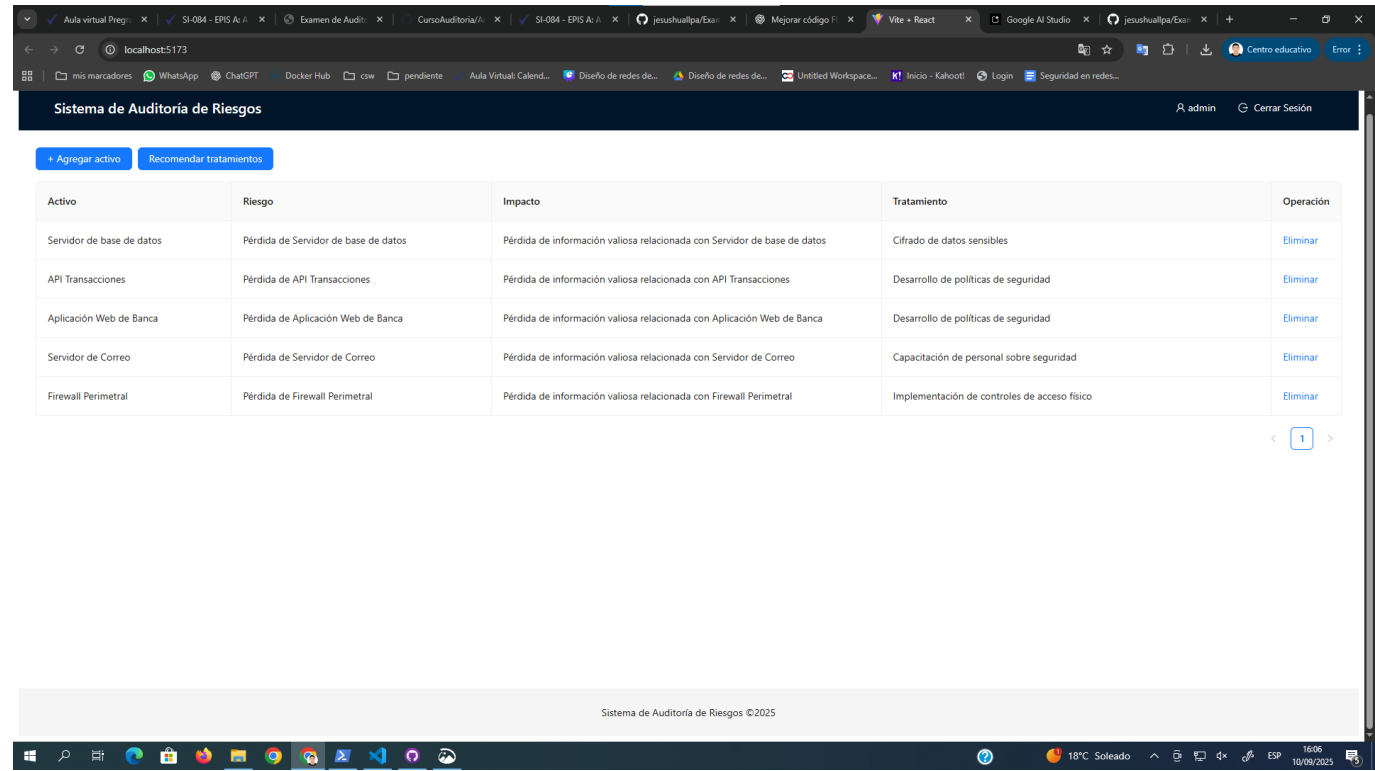 Aula virtual Pregr
SI-084 - EPIS A: A
Examen de Audito
CursoAuditoria/A
SI-084 - EPIS A: A
jesushuallpa/Exam
Mejorar código Fl
Vite + React
Google AI Studio
jesushuallpa/Exam
localhost:5173
Centro educativo
Error
mis marcadores
WhatsApp
ChatGPT
Docker Hub
csw
pendiente
Aula Virtual: Calend...
Diseño de redes de...
Diseño de redes de...
Untitled Workspace...
K! Inicio - Kahoot!
Login
Seguridad en redes...
Sistema de Auditoría de Riesgos
admin
Cerrar Sesión
+ Agregar activo
Recomendar tratamientos
Activo Riesgo Impacto Tratamiento Operación
Servidor de base de datos Pérdida de Servidor de base de datos Pérdida de información valiosa relacionada con Servidor de base de datos Cifrado de datos sensibles Eliminar
API Transacciones Pérdida de API Transacciones Pérdida de información valiosa relacionada con API Transacciones Desarrollo de políticas de seguridad Eliminar
Aplicación Web de Banca Pérdida de Aplicación Web de Banca Pérdida de información valiosa relacionada con Aplicación Web de Banca Desarrollo de políticas de seguridad Eliminar
Servidor de Correo Pérdida de Servidor de Correo Pérdida de información valiosa relacionada con Servidor de Correo Capacitación de personal sobre seguridad Eliminar
Firewall Perimetral Pérdida de Firewall Perimetral Pérdida de información valiosa relacionada con Firewall Perimetral Implementación de controles de acceso físico Eliminar
< 1 >
Sistema de Auditoría de Riesgos ©2025
18°C Soleado
ESP
16:06
10/09/2025
5